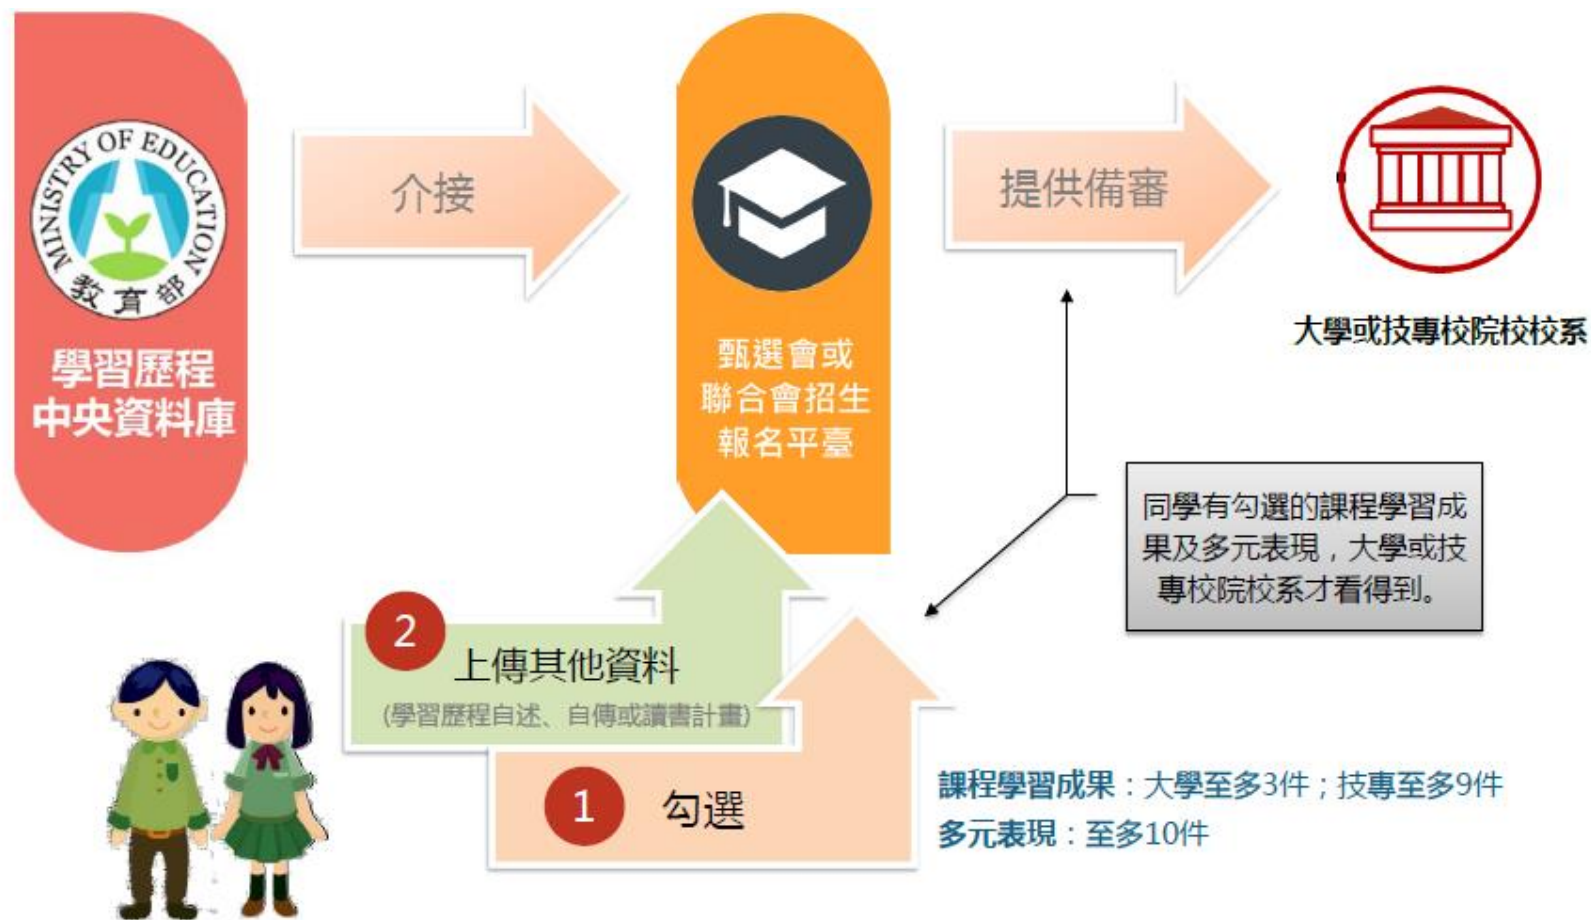 MINISTRY OF EDUCATION
教育部
學習歷程
中央資料庫
介接
甄選會或
聯合會招生
報名平臺
提供備審
大學或技專校院校校系
同學有勾選的課程學習成
果及多元表現，大學或技
專校院校系才看得到。
2
上傳其他資料
(學習歷程自述、自傳或讀書計畫)
1
勾選
課程學習成果：大學至多3件；技專至多9件
多元表現：至多10件